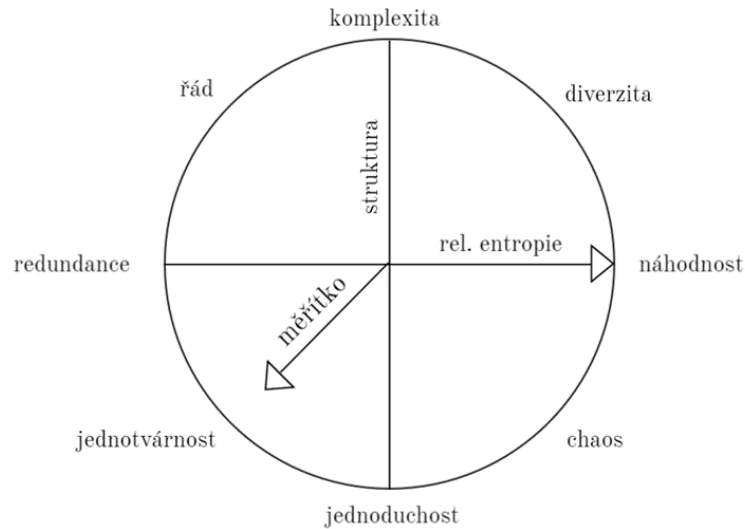 komplexita
řád
diverzita
struktura
rel. entropie
redundance
náhodnost
měřítko
jednotvárnost
chaos
jednoduchost